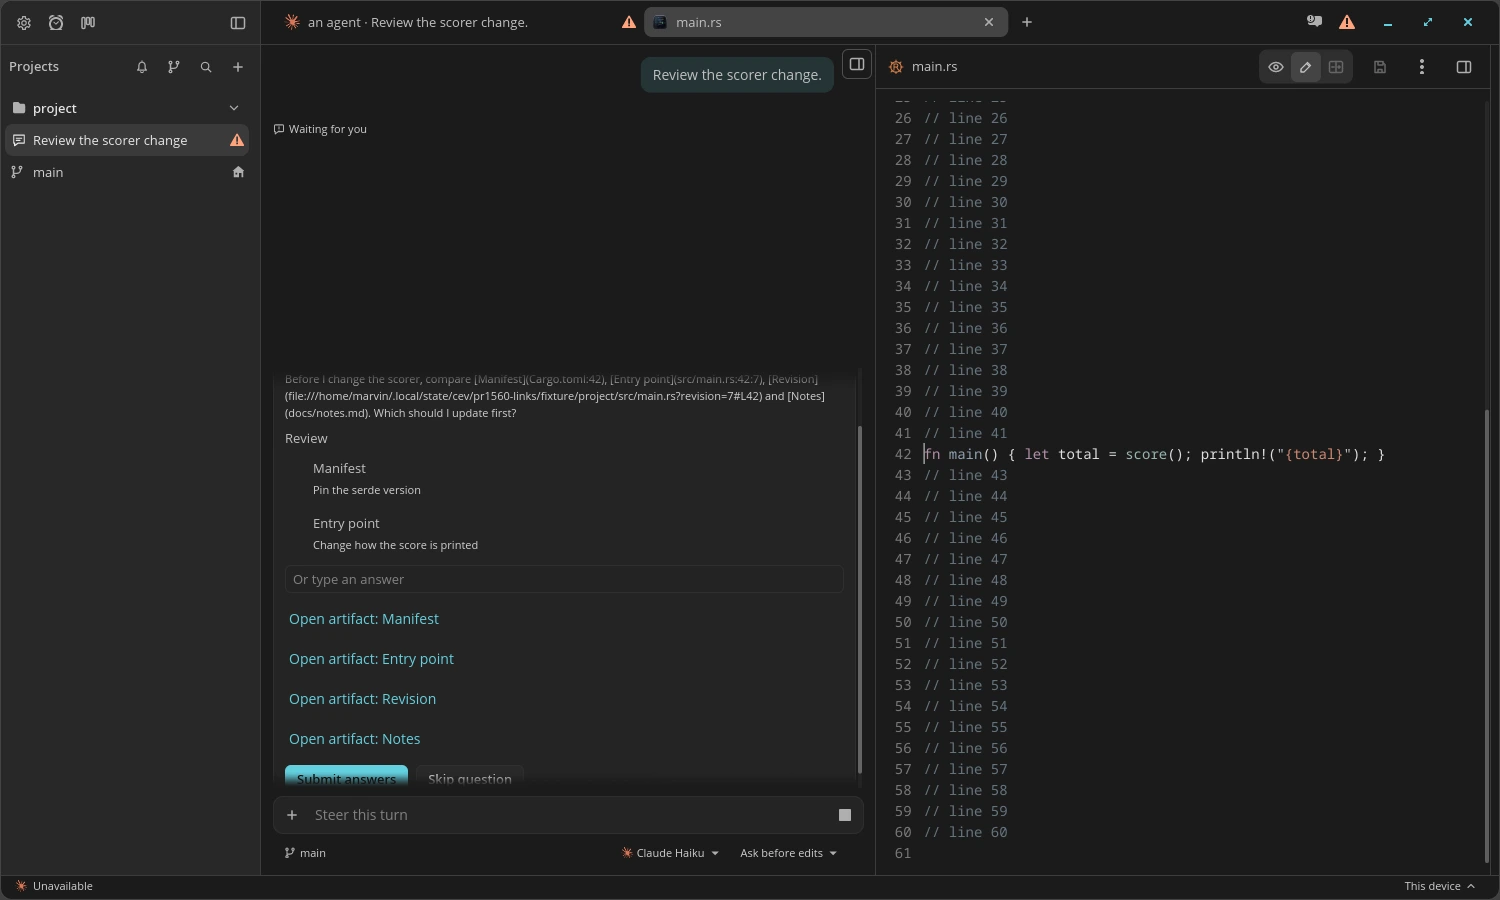 an agent · Review the scorer change.
main.rs
Projects
project
Review the scorer change
main
Review the scorer change.
Waiting for you
Before I change the scorer, compare [Manifest](Cargo.toml:42), [Entry point](src/main.rs:42:7), [Revision]
(file:///home/marvin/.local/state/cev/pr1560-links/fixture/project/src/main.rs?revision=7#L42) and [Notes]
(docs/notes.md). Which should I update first?
Review
Manifest
Pin the serde version
Entry point
Change how the score is printed
Or type an answer
Open artifact: Manifest
Open artifact: Entry point
Open artifact: Revision
Open artifact: Notes
Submit answers
Skip question
Steer this turn
main
Claude Haiku
Ask before edits
main.rs
25 // line 25
26 // line 26
27 // line 27
28 // line 28
29 // line 29
30 // line 30
31 // line 31
32 // line 32
33 // line 33
34 // line 34
35 // line 35
36 // line 36
37 // line 37
38 // line 38
39 // line 39
40 // line 40
41 // line 41
42 fn main() { let total = score(); println!("{total}"); }
43 // line 43
44 // line 44
45 // line 45
46 // line 46
47 // line 47
48 // line 48
49 // line 49
50 // line 50
51 // line 51
52 // line 52
53 // line 53
54 // line 54
55 // line 55
56 // line 56
57 // line 57
58 // line 58
59 // line 59
60 // line 60
61
Unavailable
This device